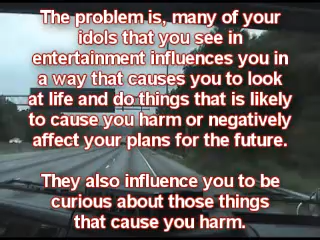 The problem is, many of your
idols that you see in
entertainment influences you in
a way that causes you to look
at life and do things that is likely
to cause you harm or negatively
affect your plans for the future.
They also influence you to be
curious about those things
that cause you harm.